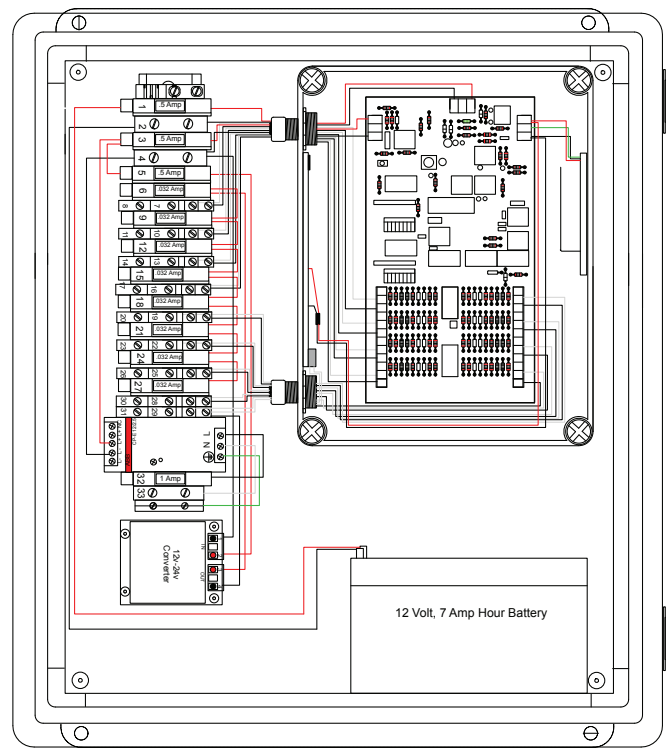 1 .5 Amp
2
3 .5 Amp
4
5 .5 Amp
6 .032 Amp
8 7
9 .032 Amp
11 10
12 .032 Amp
14 13
15 .032 Amp
17 16
18 .032 Amp
20 19
21 .032 Amp
23 22
24 .032 Amp
26 25
27 .032 Amp
30 28
31 29
L
N
32 1 Amp
33
12v-24v
Converter
IN
OUT
12 Volt, 7 Amp Hour Battery